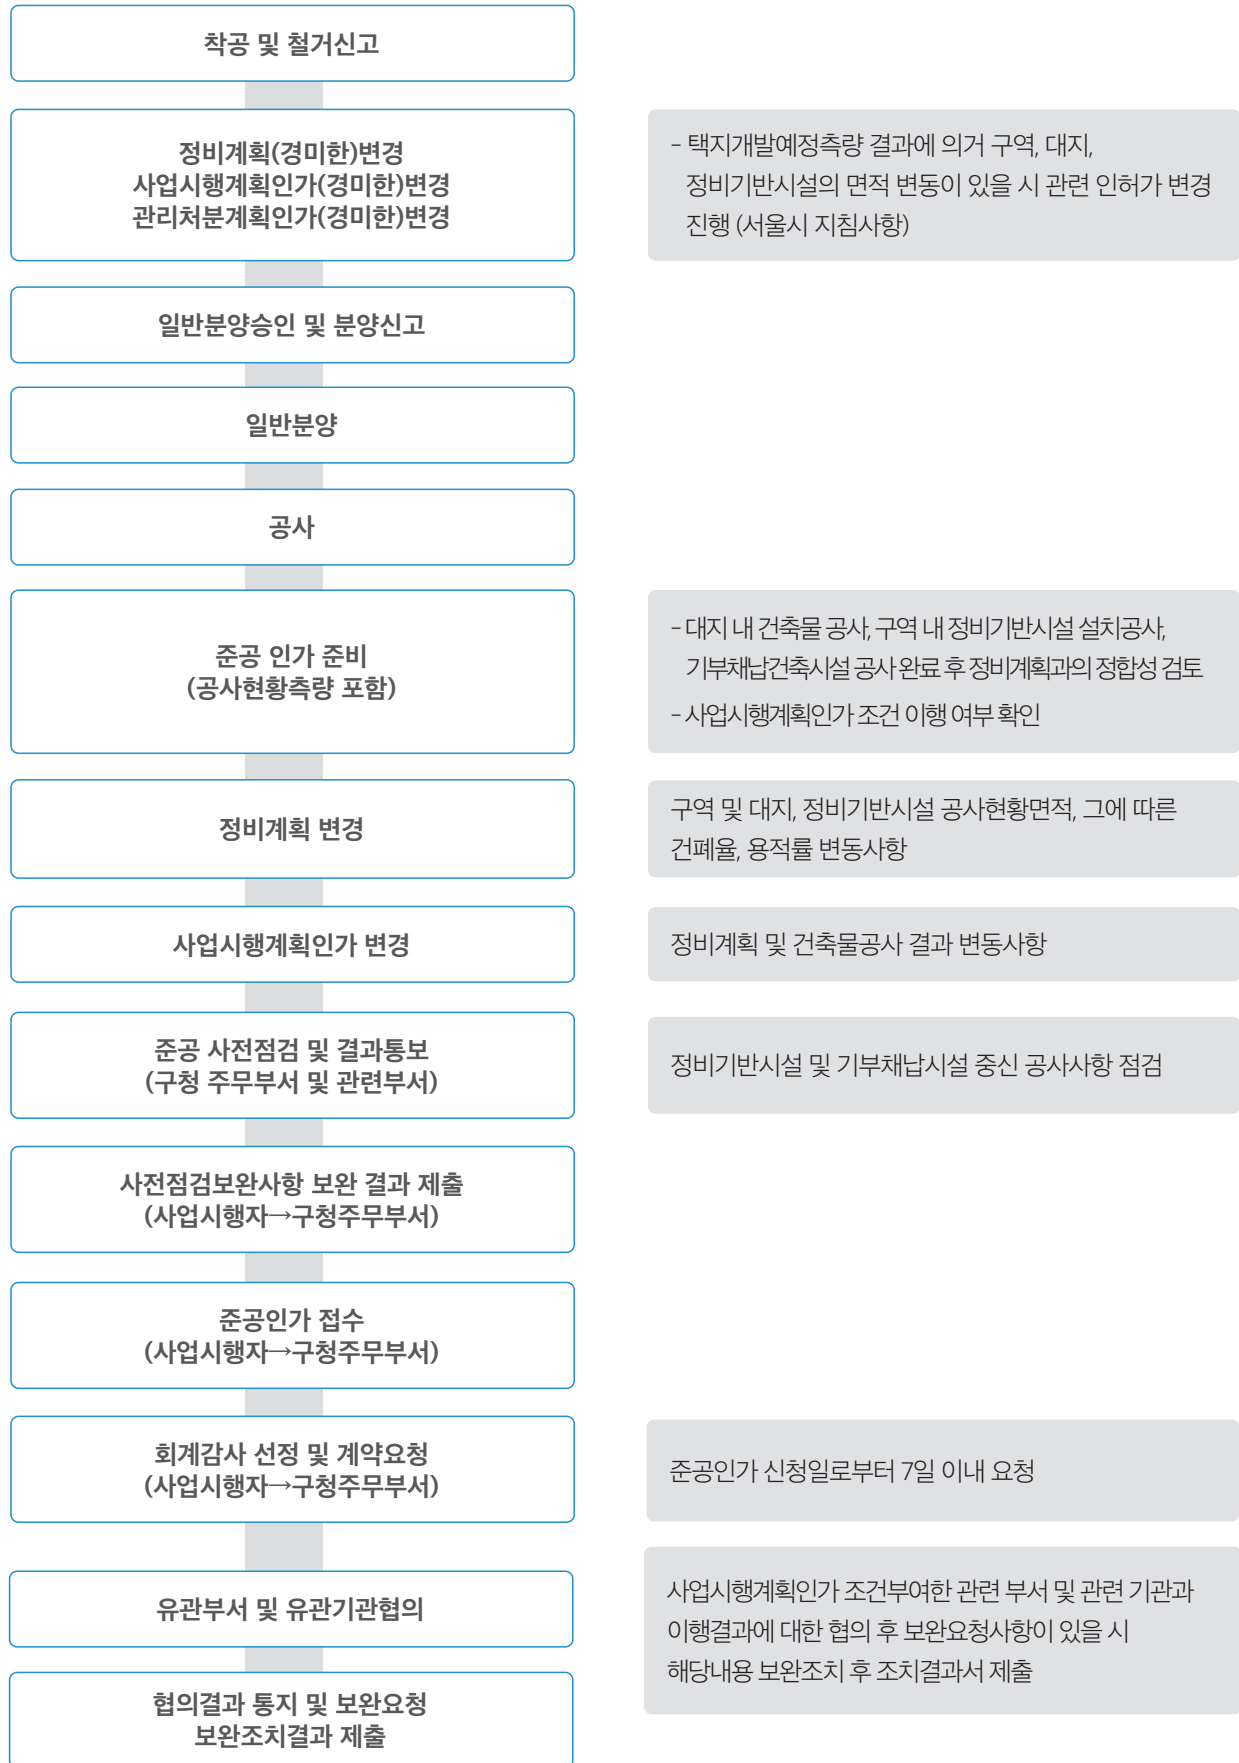 착공 및 철거신고
정비계획(경미한)변경
사업시행계획인가(경미한)변경
관리처분계획인가(경미한)변경
- 택지개발예정측량 결과에 의거 구역, 대지,
정비기반시설의 면적 변동이 있을 시 관련 인허가 변경
진행 (서울시 지침사항)
일반분양승인 및 분양신고
일반분양
공사
준공 인가 준비
(공사현황측량 포함)
- 대지 내 건축물 공사, 구역 내 정비기반시설 설치공사,
기부채납건축시설 공사 완료 후 정비계획과의 정합성 검토
- 사업시행계획인가 조건 이행 여부 확인
정비계획 변경
구역 및 대지, 정비기반시설 공사현황면적, 그에 따른
건폐율, 용적률 변동사항
사업시행계획인가 변경
정비계획 및 건축물공사 결과 변동사항
준공 사전점검 및 결과통보
(구청 주무부서 및 관련부서)
정비기반시설 및 기부채납시설 중신 공사사항 점검
사전점검보완사항 보완 결과 제출
(사업시행자→구청주무부서)
준공인가 접수
(사업시행자→구청주무부서)
회계감사 선정 및 계약요청
(사업시행자→구청주무부서)
준공인가 신청일로부터 7일 이내 요청
유관부서 및 유관기관협의
사업시행계획인가 조건부여한 관련 부서 및 관련 기관과
이행결과에 대한 협의 후 보완요청사항이 있을 시
해당내용 보완조치 후 조치결과서 제출
협의결과 통지 및 보완요청
보완조치결과 제출